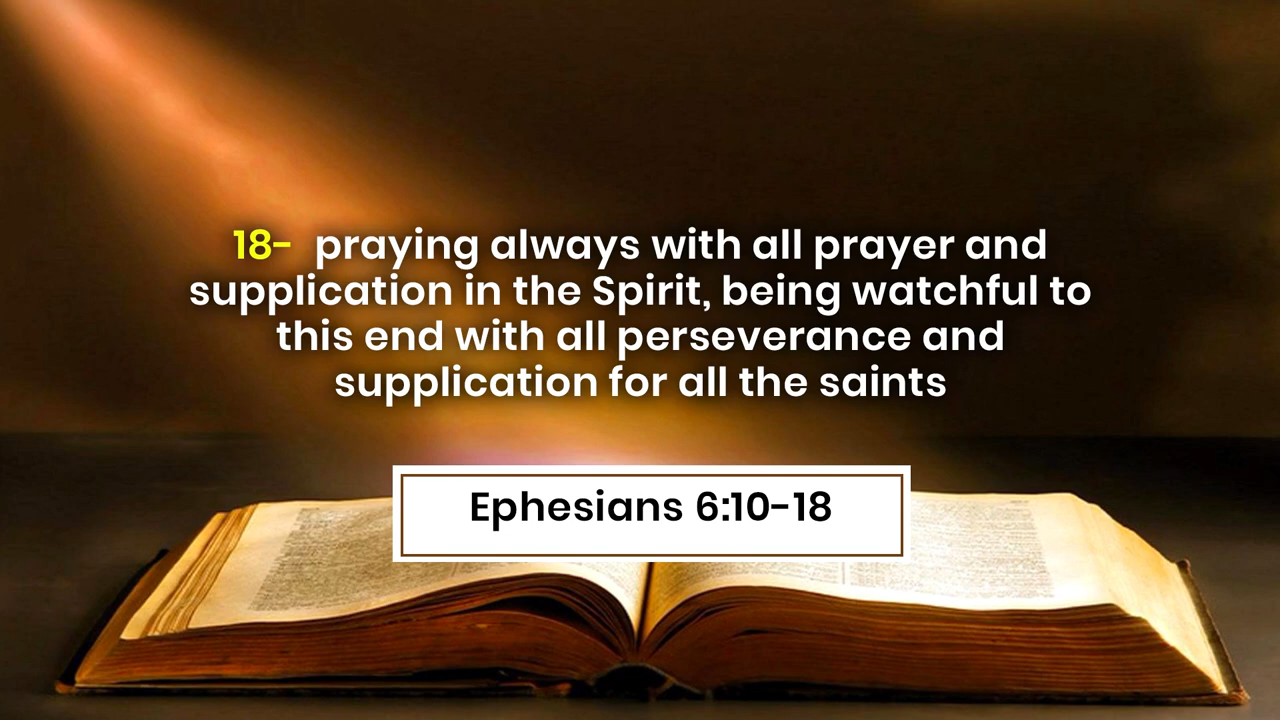 18- praying always with all prayer and
supplication in the Spirit, being watchful to
this end with all perseverance and
supplication for all the saints
Ephesians 6:10-18